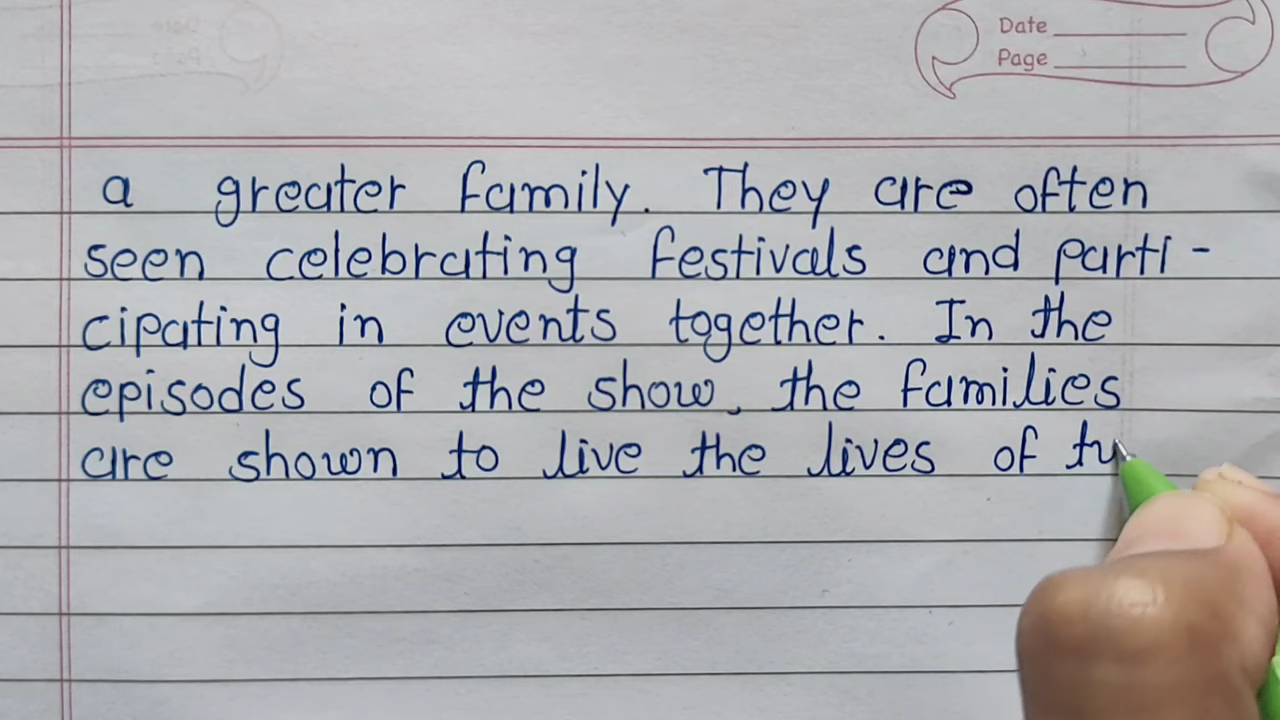 Date
Page
a greater family. They are often
seen celebrating festivals and parti-
cipating in events together. In the
episodes of the show, the families
are shown to live the lives of